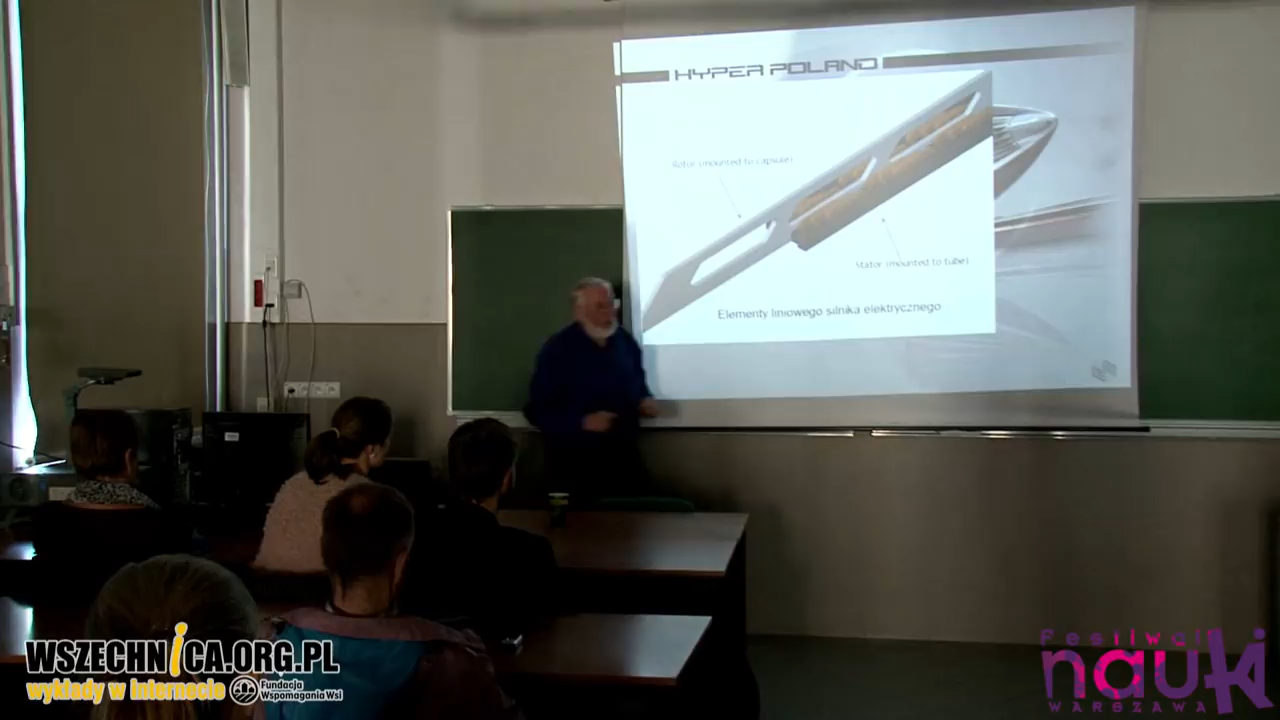 HYPER POLAND
Rotor (mounted to capsule)
Stator (mounted to tube)
Elementy liniowego silnika elektrycznego
WSZECHNICA.ORG.PL
wykłady w Internecie
Fundacja
Wspomagania Wsi
Festiwal
nauki
WARSZAWA